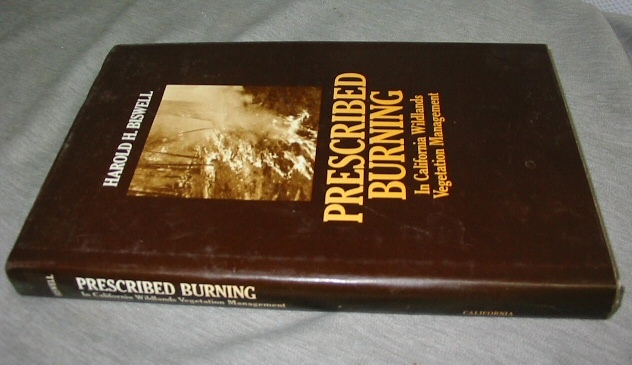 HAROLD H. BISWELL
PRESCRIBED
BURNING
In California Wildlands
Vegetation Management
BISWELL
PRESCRIBED BURNING
In California Wildlands Vegetation Management
CALIFORNIA